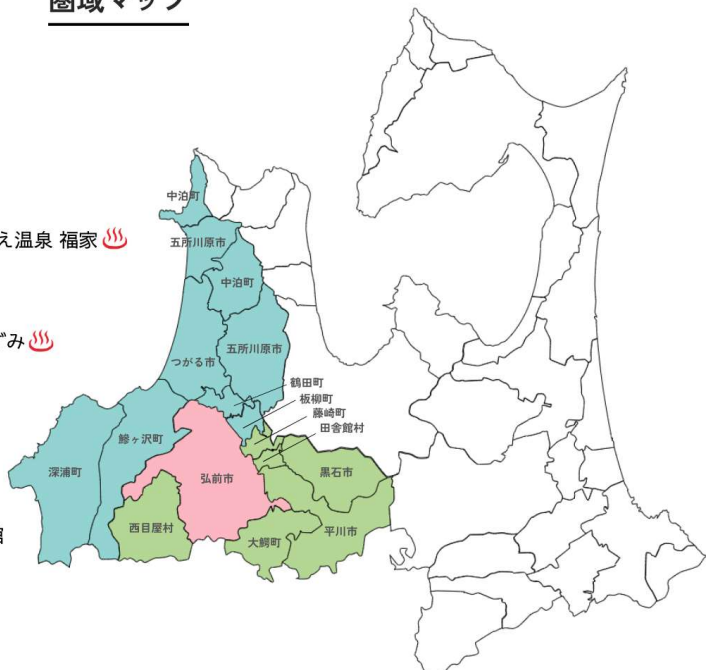 圏域マップ
え温泉 福家
ずみ
館
中泊町
五所川原市
中泊町
五所川原市
つがる市
鶴田町
板柳町
藤崎町
田舎館村
鰺ヶ沢町
深浦町
弘前市
黒石市
西目屋村
大鰐町
平川市